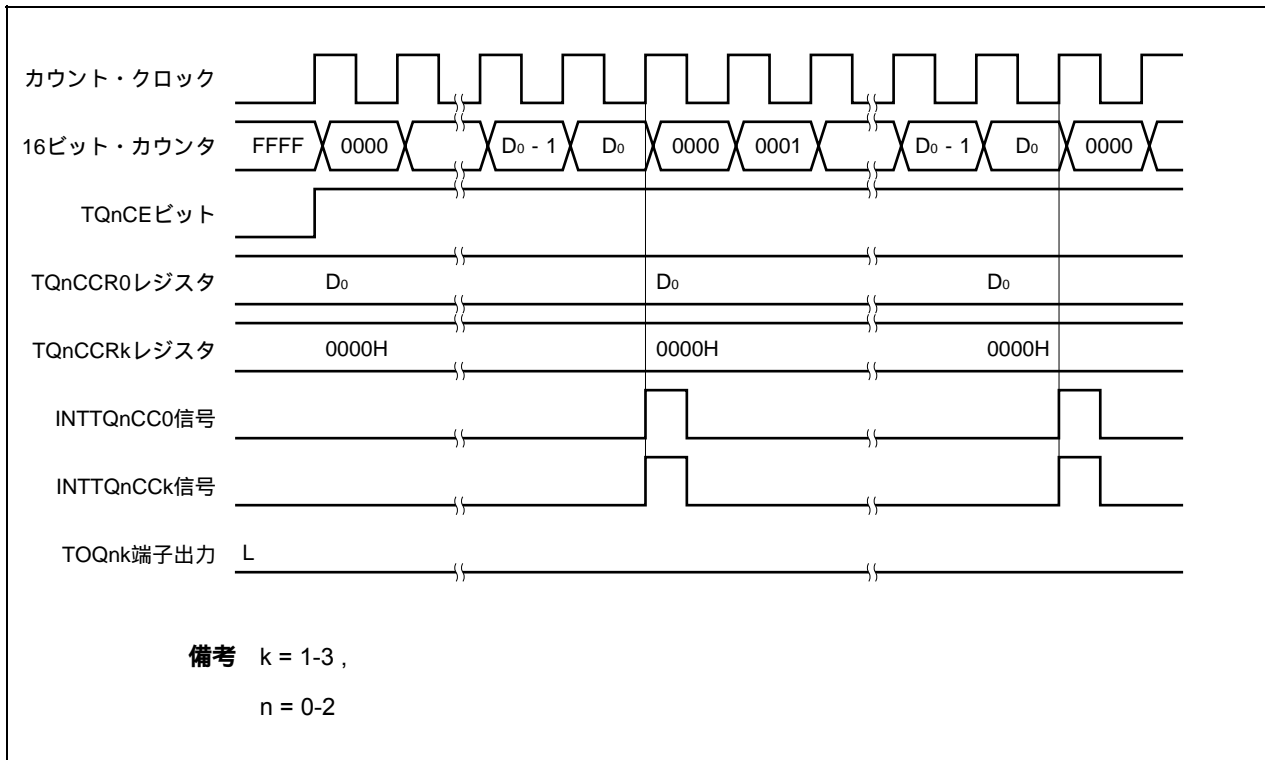 カウント・クロック
16ビット・カウンタ FFFF 0000 D₀ - 1 D₀ 0000 0001 D₀ - 1 D₀ 0000
TQnCEビット
TQnCCR0レジスタ D₀ D₀ D₀
TQnCCRkレジスタ 0000H 0000H 0000H
INTTQnCC0信号
INTTQnCCk信号
TOQnk端子出力 L
備考 k = 1-3 ,
n = 0-2